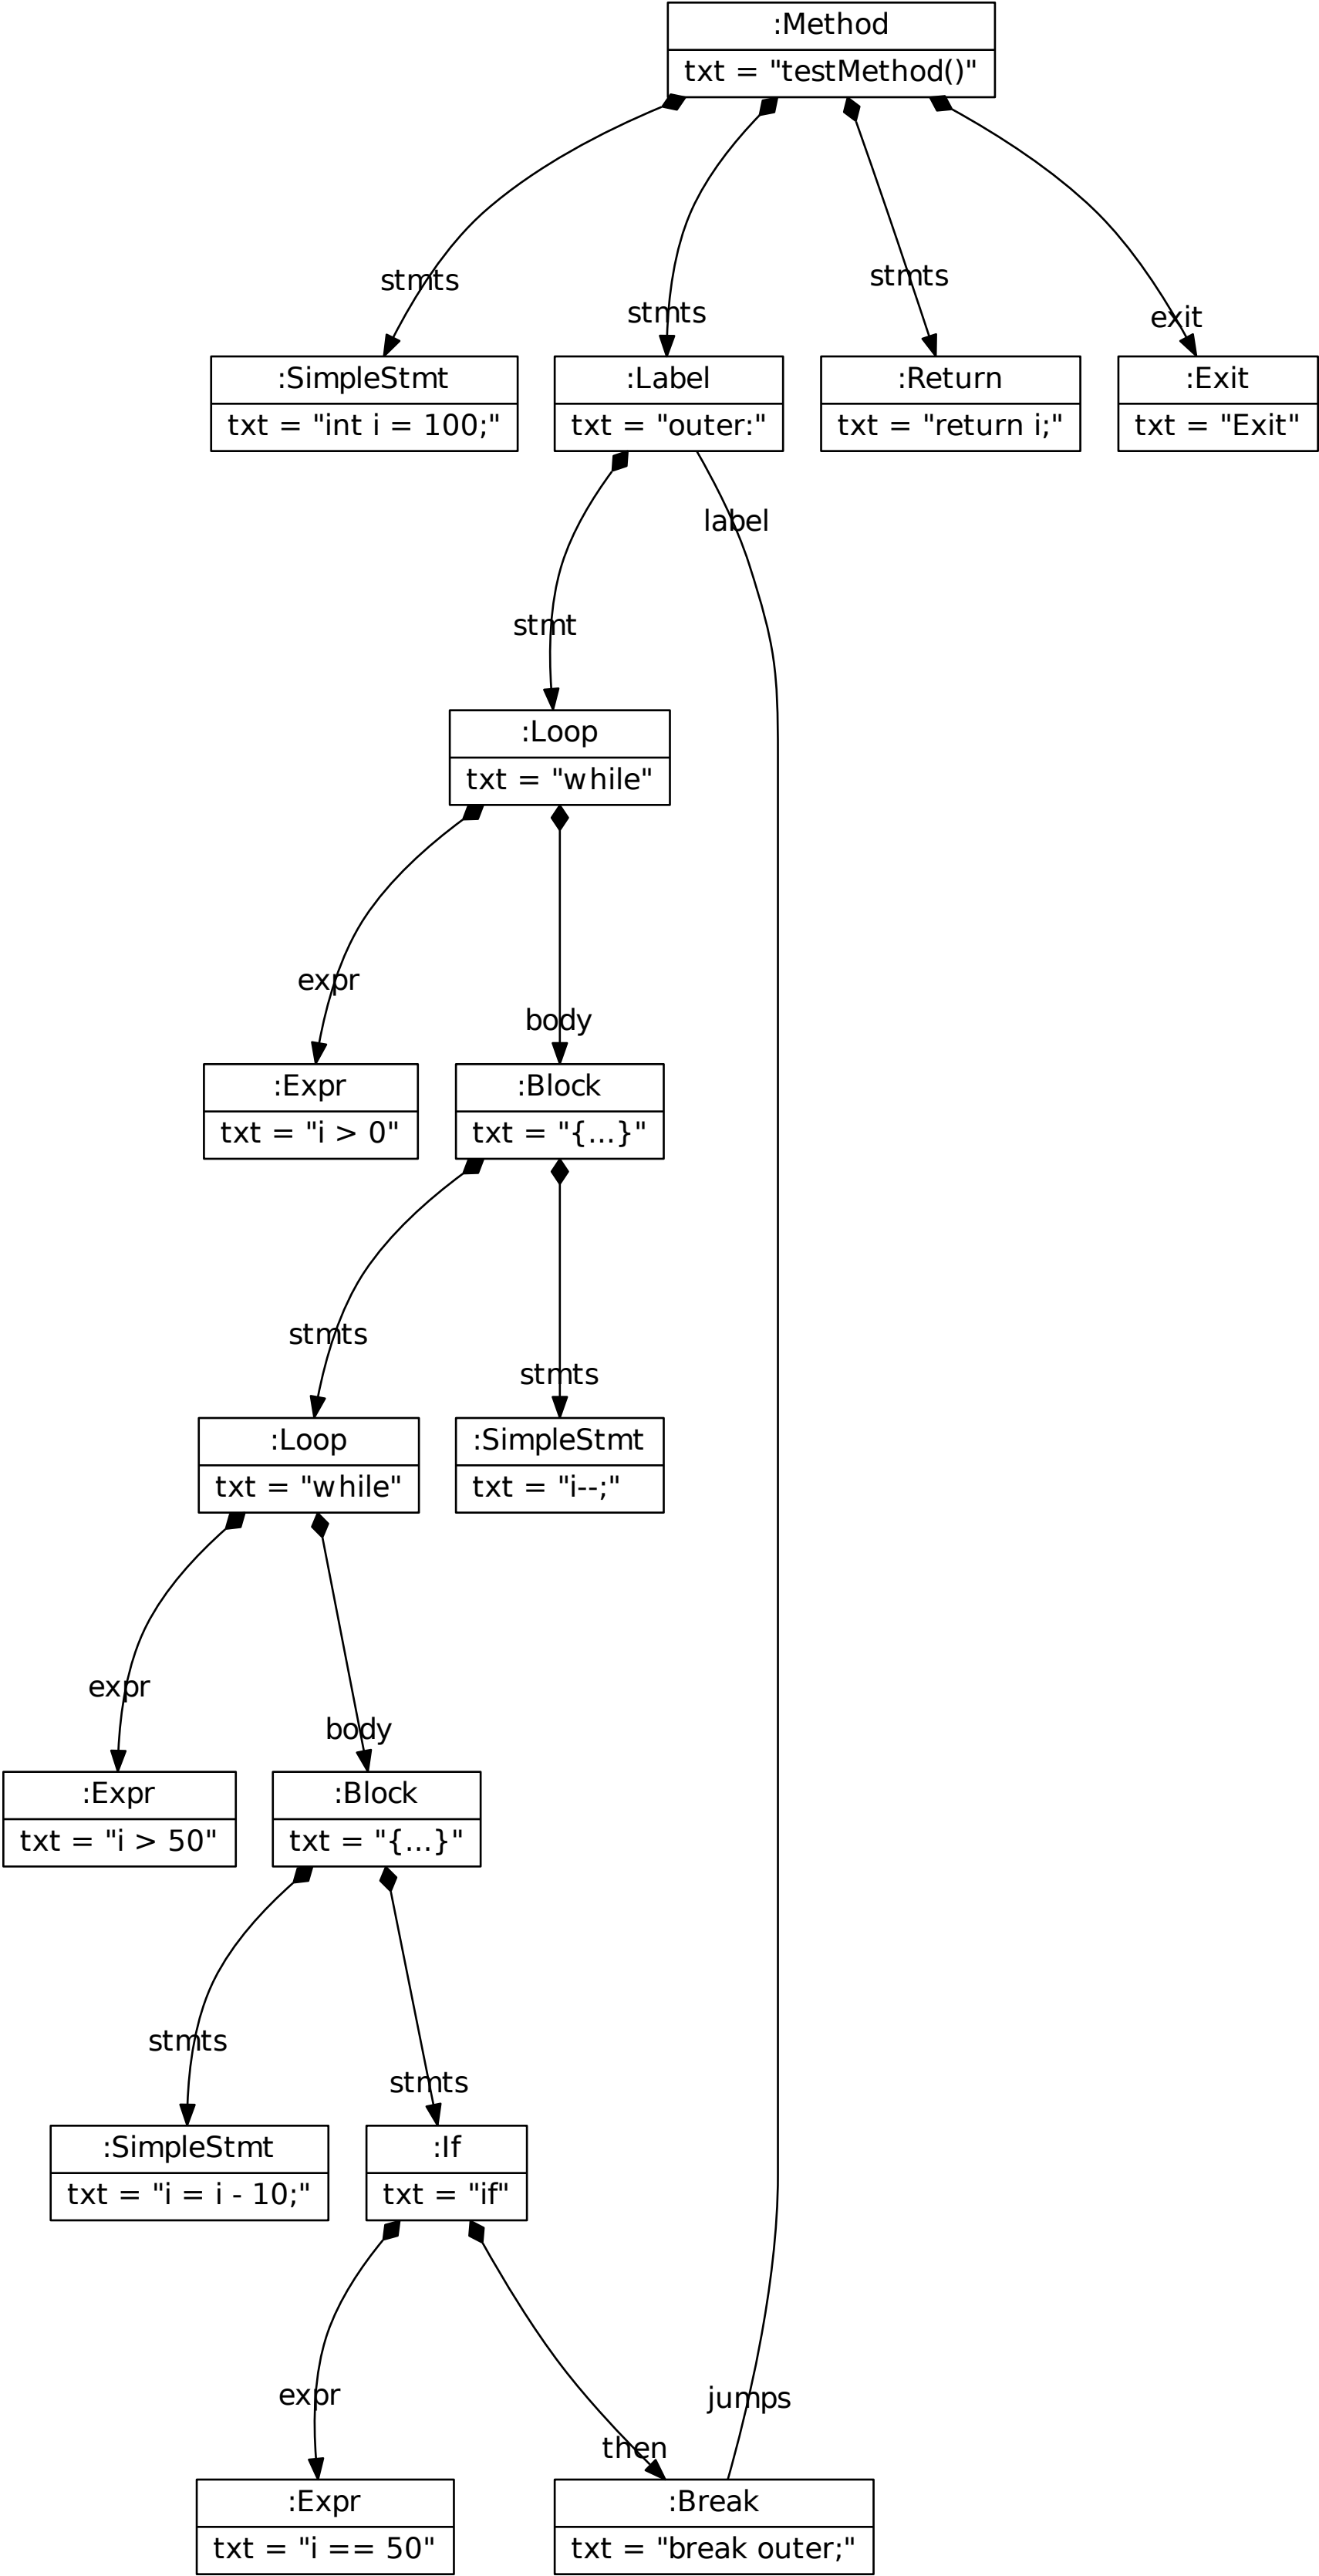 :Method
txt = "testMethod()"
stmts
stmts
stmts
exit
:SimpleStmt
txt = "int i = 100;"
:Label
txt = "outer:"
:Return
txt = "return i;"
:Exit
txt = "Exit"
label
stmt
:Loop
txt = "while"
expr
body
:Expr
txt = "i > 0"
:Block
txt = "{...}"
stmts
stmts
:Loop
txt = "while"
:SimpleStmt
txt = "i--;"
expr
body
:Expr
txt = "i > 50"
:Block
txt = "{...}"
stmts
stmts
:SimpleStmt
txt = "i = i - 10;"
:If
txt = "if"
expr
jumps
then
:Expr
txt = "i == 50"
:Break
txt = "break outer;"